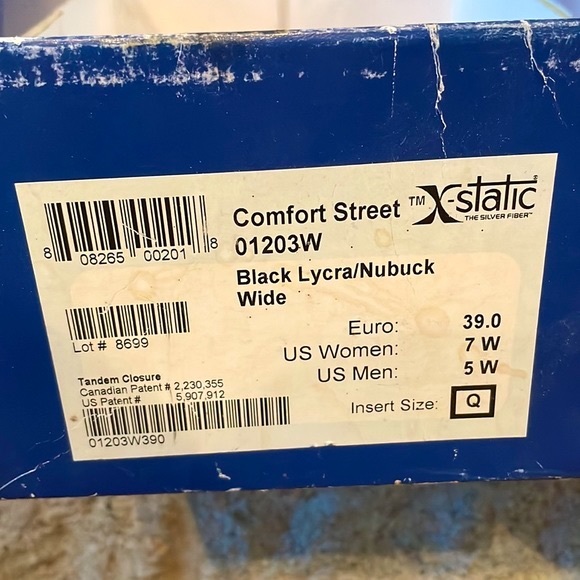 Comfort Street ™ X-static®
THE SILVER FIBER™
8 08265 00201 8
01203W
Black Lycra/Nubuck
Wide
Lot # 8699
Euro: 39.0
US Women: 7 W
US Men: 5 W
Insert Size: Q
Tandem Closure
Canadian Patent # 2,230,355
US Patent # 5,907,912
01203W390